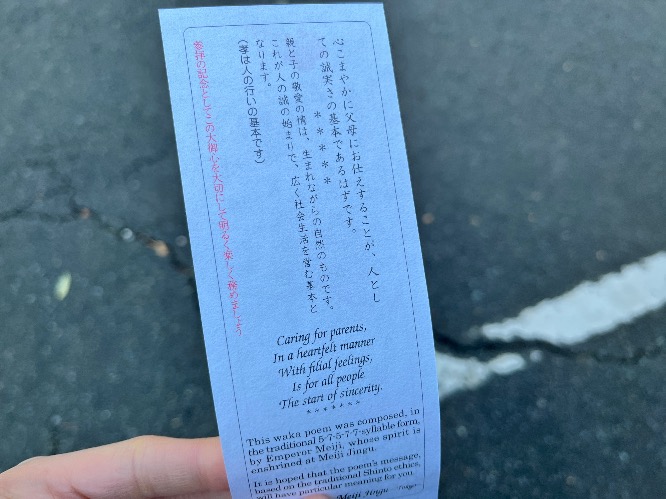 心こまやかに父母にお仕えすることが、人とし
ての誠実さの基本であるはずです。
＊＊＊＊＊
親と子の敬愛の情は、生まれながらの自然のものです。
これが人の誠の始まりで、広く社会生活を営む基本と
なります。
(孝は人の行いの基本です)
参拝の記念としてこの大御心を大切にして明るく楽しく務めましょう
Caring for parents,
In a heartfelt manner
With filial feelings,
Is for all people
The start of sincerity.
*******
This waka poem was composed, in
the traditional 5-7-5-7-7-syllable form,
by Emperor Meiji, whose spirit is
enshrined at Meiji Jingu.
It is hoped that the poem's message,
based on the traditional Shinto ethics,
will have particular meaning for you.
Meiji Jingu